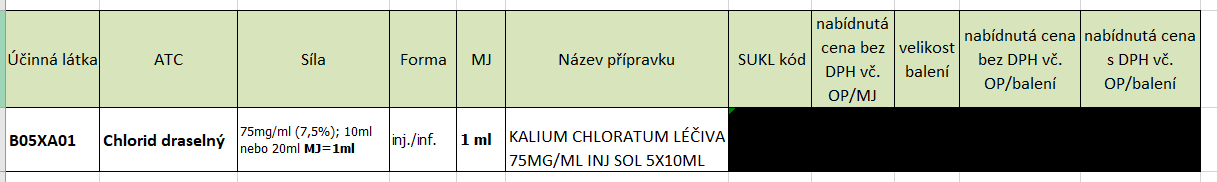 Účinná látka
ATC
Síla
Forma
MJ
Název přípravku
SUKL kód
nabídnutá
cena bez
DPH vč.
OP/MJ
velikost
balení
nabídnutá cena
bez DPH vč.
OP/balení
nabídnutá cena
s DPH vč.
OP/balení
B05XA01
Chlorid draselný
75mg/ml (7,5%); 10ml
nebo 20ml MJ=1ml
inj./inf.
1 ml
KALIUM CHLORATUM LÉČIVA
75MG/ML INJ SOL 5X10ML